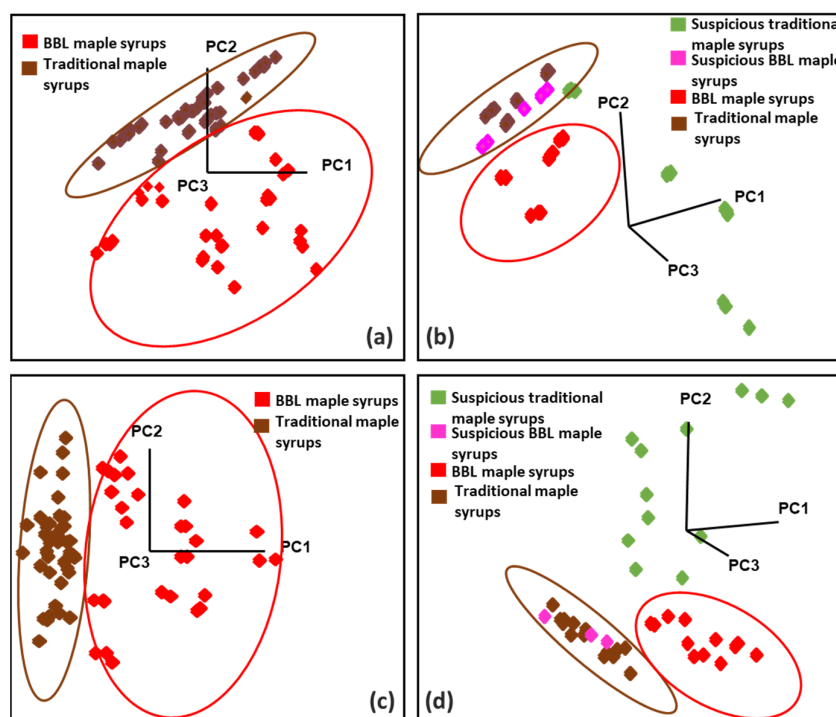 BBL maple syrups
Traditional maple
syrups
PC2
PC1
PC3
(a)
Suspicious traditional
maple syrups
Suspicious BBL maple
syrups
BBL maple syrups
Traditional maple
syrups
PC2
PC1
PC3
(b)
BBL maple syrups
Traditional maple
syrups
PC2
PC1
PC3
(c)
Suspicious traditional
maple syrups
Suspicious BBL maple
syrups
BBL maple syrups
Traditional maple
syrups
PC2
PC1
PC3
(d)